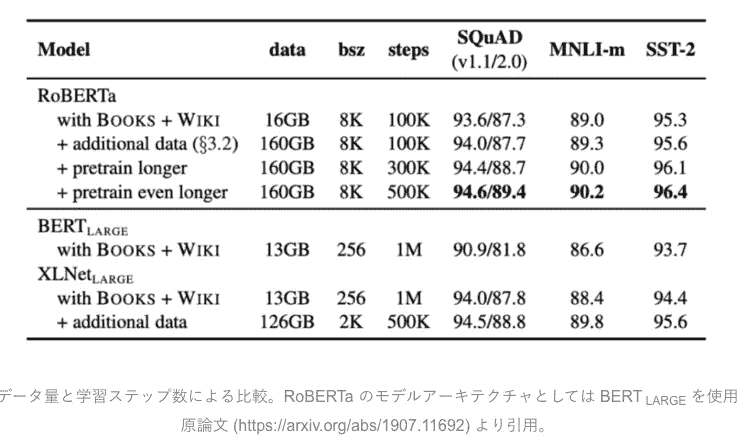 Model data bsz steps SQuAD (v1.1/2.0) MNLI-m SST-2
RoBERTa
with BOOKS + WIKI 16GB 8K 100K 93.6/87.3 89.0 95.3
+ additional data (§3.2) 160GB 8K 100K 94.0/87.7 89.3 95.6
+ pretrain longer 160GB 8K 300K 94.4/88.7 90.0 96.1
+ pretrain even longer 160GB 8K 500K 94.6/89.4 90.2 96.4
BERTLARGE
with BOOKS + WIKI 13GB 256 1M 90.9/81.8 86.6 93.7
XLNetLARGE
with BOOKS + WIKI 13GB 256 1M 94.0/87.8 88.4 94.4
+ additional data 126GB 2K 500K 94.5/88.8 89.8 95.6
データ量と学習ステップ数による比較。RoBERTa のモデルアーキテクチャとしては BERT LARGE を使用
原論文 (https://arxiv.org/abs/1907.11692) より引用。